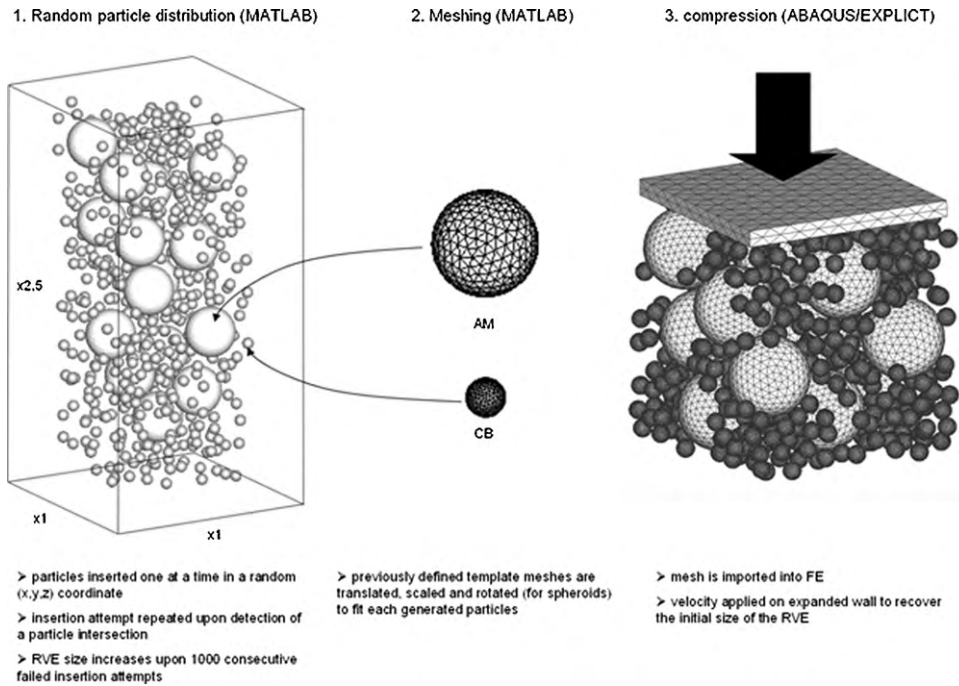 1. Random particle distribution (MATLAB)
2. Meshing (MATLAB)
3. compression (ABAQUS/EXPLICT)
x2.5
x1
x1
AM
CB
➢ particles inserted one at a time in a random
(x,y,z) coordinate
➢ insertion attempt repeated upon detection of
a particle intersection
➢ RVE size increases upon 1000 consecutive
failed insertion attempts
➢ previously defined template meshes are
translated, scaled and rotated (for spheroids)
to fit each generated particles
➢ mesh is imported into FE
➢ velocity applied on expanded wall to recover
the initial size of the RVE